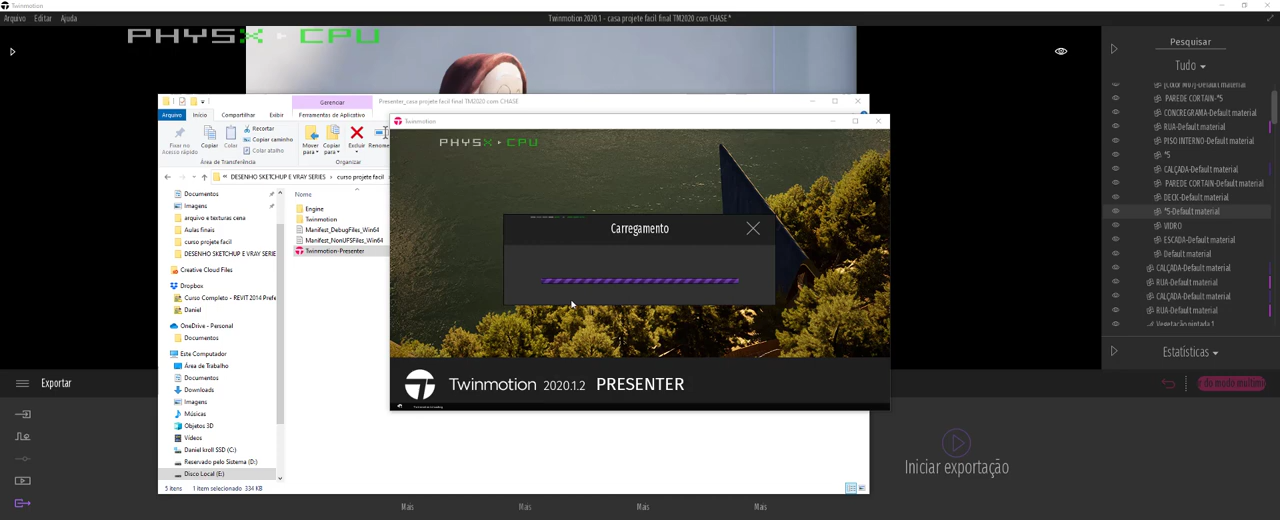 Twinmotion
Arquivo Editar Ajuda
Twinmotion 2020.1 - casa projete facil final TM2020 com CHASE*
PHYSX CPU
Pesquisar
Tudo
[Color M07]-Default material
PAREDE CORTAIN-*5
CONCREGRAMA-Default material
RUA-Default material
PISO INTERNO-Default material
*5
CALÇADA-Default material
PAREDE CORTAIN-Default material
DECK-Default material
*5-Default material
VIDRO
ESCADA-Default material
Default material
CALÇADA-Default material
RUA-Default material
CALÇADA-Default material
RUA-Default material
Vegetação pintada 1
Estatísticas
Gerenciar
Presenter_casa projete facil final TM2020 com CHASE
Arquivo Início Compartilhar Exibir Ferramentas de Aplicativo
Fixar no Acesso rápido
Copiar
Colar
Recortar
Copiar caminho
Colar atalho
Mover para
Copiar para
Excluir
Renome
Área de Transferência
Organizar
DESENHO SKETCHUP E VRAY SERIES > curso projete facil
Documentos
Imagens
arquivo e texturas cena
Aulas finais
curso projete facil
DESENHO SKETCHUP E VRAY SERIE
Creative Cloud Files
Dropbox
Curso Completo - REVIT 2014 Prefe
Daniel
OneDrive - Personal
Documentos
Este Computador
Área de Trabalho
Documentos
Downloads
Imagens
Músicas
Objetos 3D
Vídeos
Daniel kroll SSD (C:)
Reservado pelo Sistema (D:)
Disco Local (E:)
5 itens 1 item selecionado 334 KB
Nome
Engine
Twinmotion
Manifest_DebugFiles_Win64
Manifest_NonUFSFiles_Win64
Twinmotion-Presenter
Twinmotion
PHYSX CPU
Carregamento
Twinmotion 2020.1.2 PRESENTER
Exportar
Iniciar exportação
Mais Mais Mais Mais